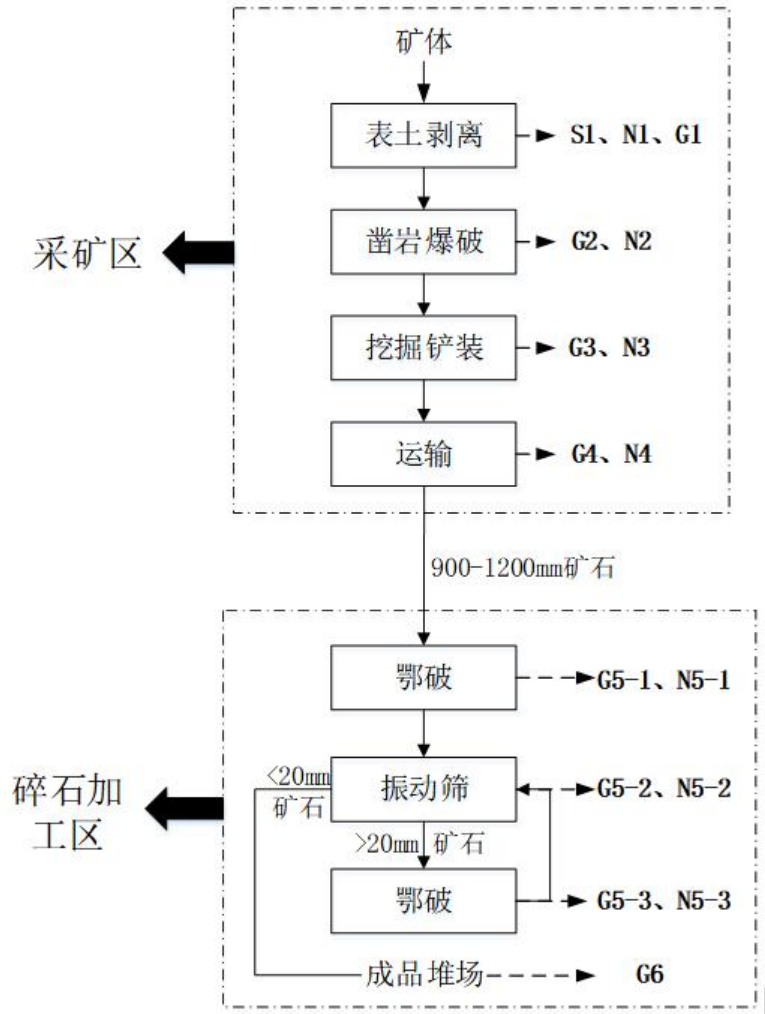 矿体
表土剥离
S1、N1、G1
采矿区
凿岩爆破
G2、N2
挖掘铲装
G3、N3
运输
G4、N4
900-1200mm矿石
鄂破
G5-1、N5-1
碎石加
工区
<20mm
矿石
振动筛
G5-2、N5-2
>20mm 矿石
鄂破
G5-3、N5-3
成品堆场
G6